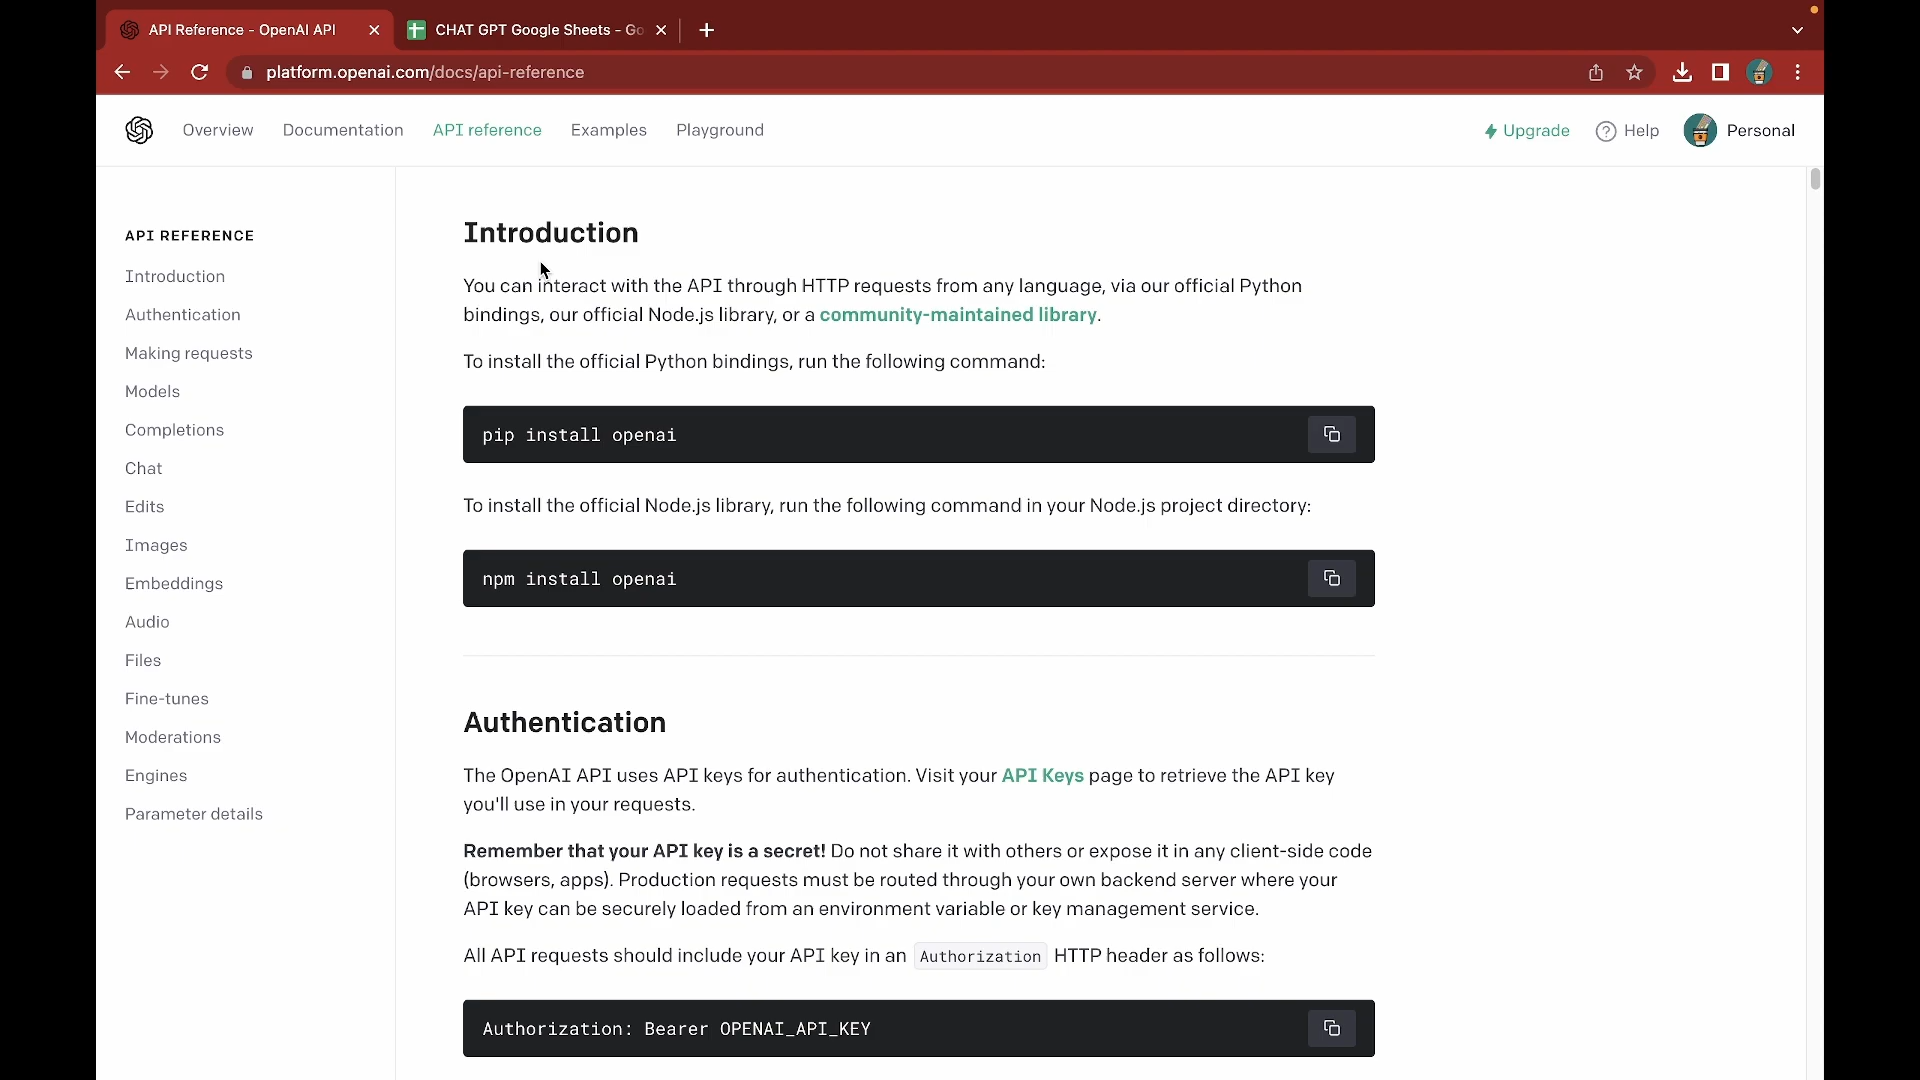 API Reference - OpenAI API
CHAT GPT Google Sheets - Go
platform.openai.com/docs/api-reference
Overview
Documentation
API reference
Examples
Playground
Upgrade
Help
Personal
API REFERENCE
Introduction
Authentication
Making requests
Models
Completions
Chat
Edits
Images
Embeddings
Audio
Files
Fine-tunes
Moderations
Engines
Parameter details
Introduction
You can interact with the API through HTTP requests from any language, via our official Python
bindings, our official Node.js library, or a community-maintained library.
To install the official Python bindings, run the following command:
pip install openai
To install the official Node.js library, run the following command in your Node.js project directory:
npm install openai
Authentication
The OpenAI API uses API keys for authentication. Visit your API Keys page to retrieve the API key
you'll use in your requests.
Remember that your API key is a secret! Do not share it with others or expose it in any client-side code
(browsers, apps). Production requests must be routed through your own backend server where your
API key can be securely loaded from an environment variable or key management service.
All API requests should include your API key in an Authorization HTTP header as follows:
Authorization: Bearer OPENAI_API_KEY